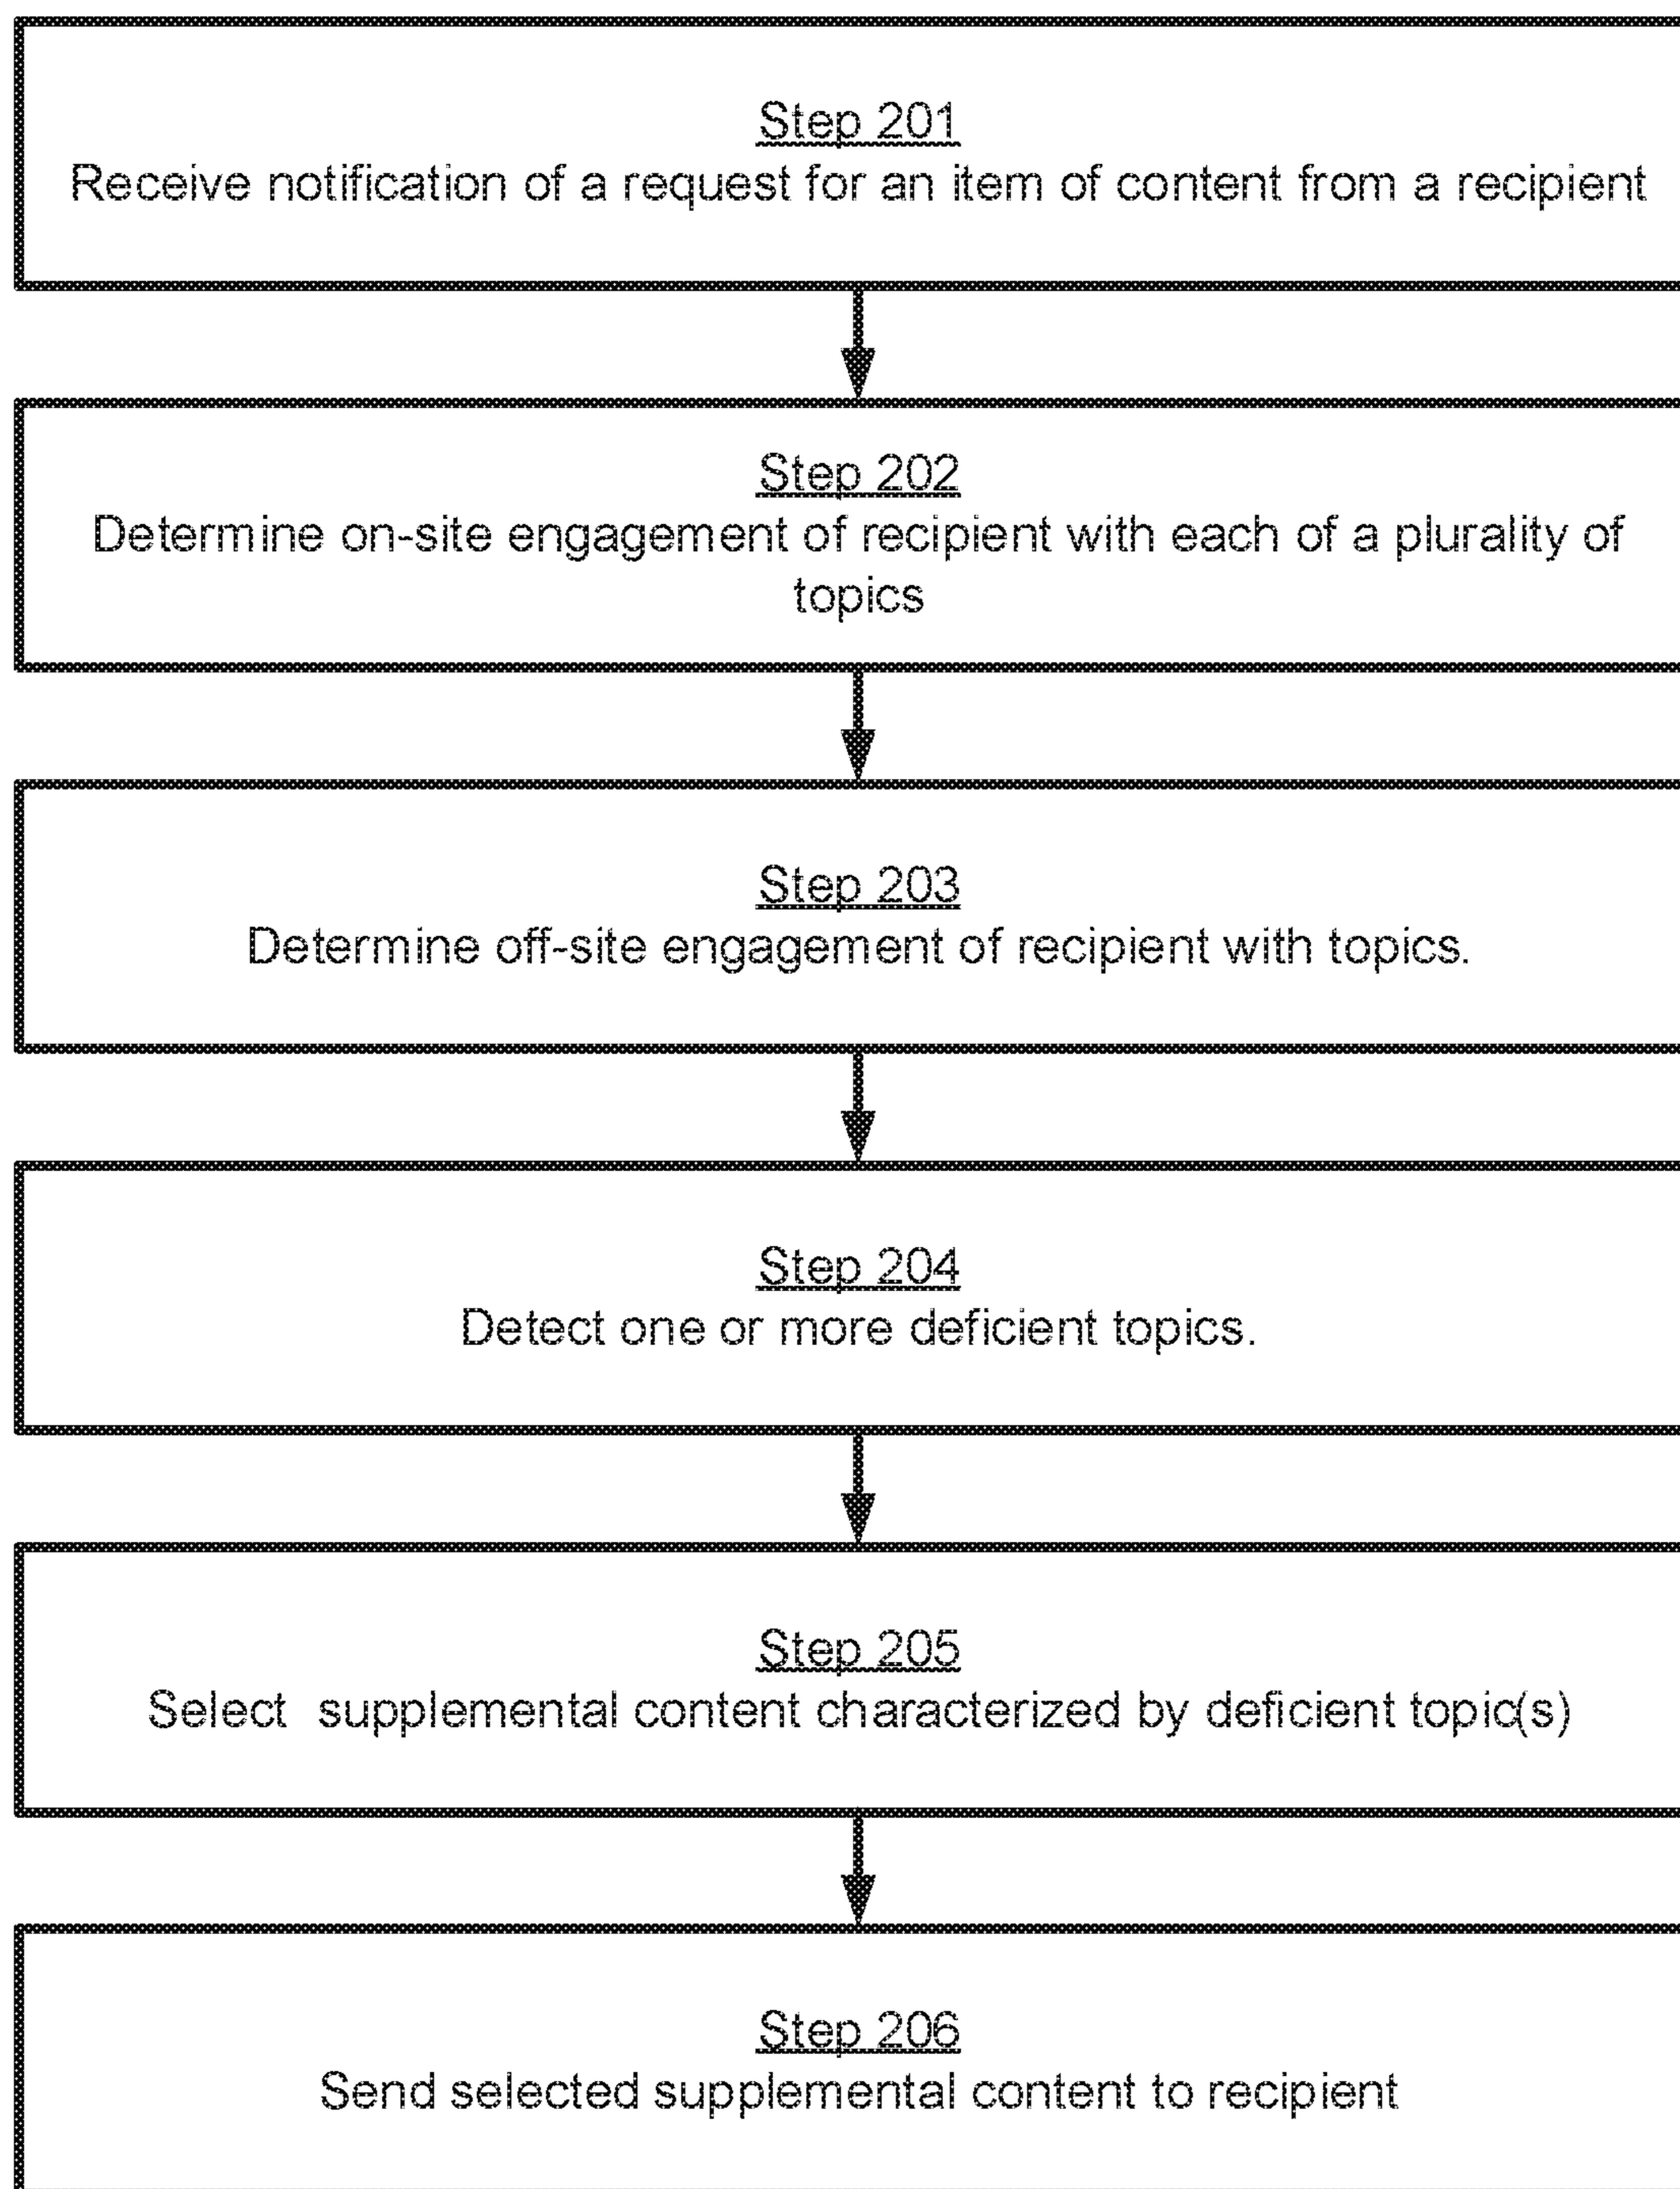 Step 201
Receive notification of a request for an item of content from a recipient
Step 202
Determine on-site engagement of recipient with each of a plurality of
topics
Step 203
Determine off-site engagement of recipient with topics.
Step 204
Detect one or more deficient topics.
Step 205
Select supplemental content characterized by deficient topic(s)
Step 206
Send selected supplemental content to recipient